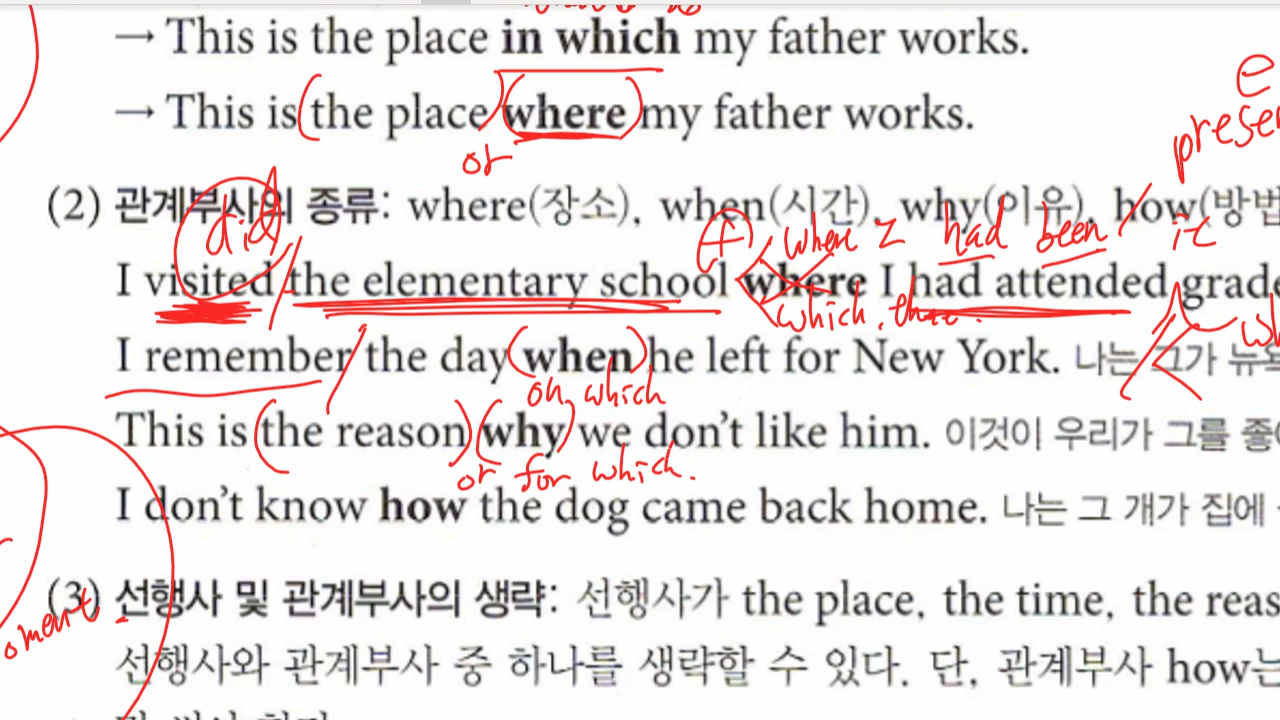 → This is the place in which my father works.
→ This is the place where my father works.
or
e
presen
(2) 관계부사의 종류: where(장소), when(시간), why(이유), how(방법
did
where I had been it
I visited the elementary school where I had attended grade
which, that.
wh
I remember the day when he left for New York. 나는 그가 뉴욕
on which
This is the reason why we don't like him. 이것이 우리가 그를 좋
or for which.
I don't know how the dog came back home. 나는 그 개가 집에
(3) 선행사 및 관계부사의 생략: 선행사가 the place, the time, the reas
oment
선행사와 관계부사 중 하나를 생략할 수 있다. 단, 관계부사 how는